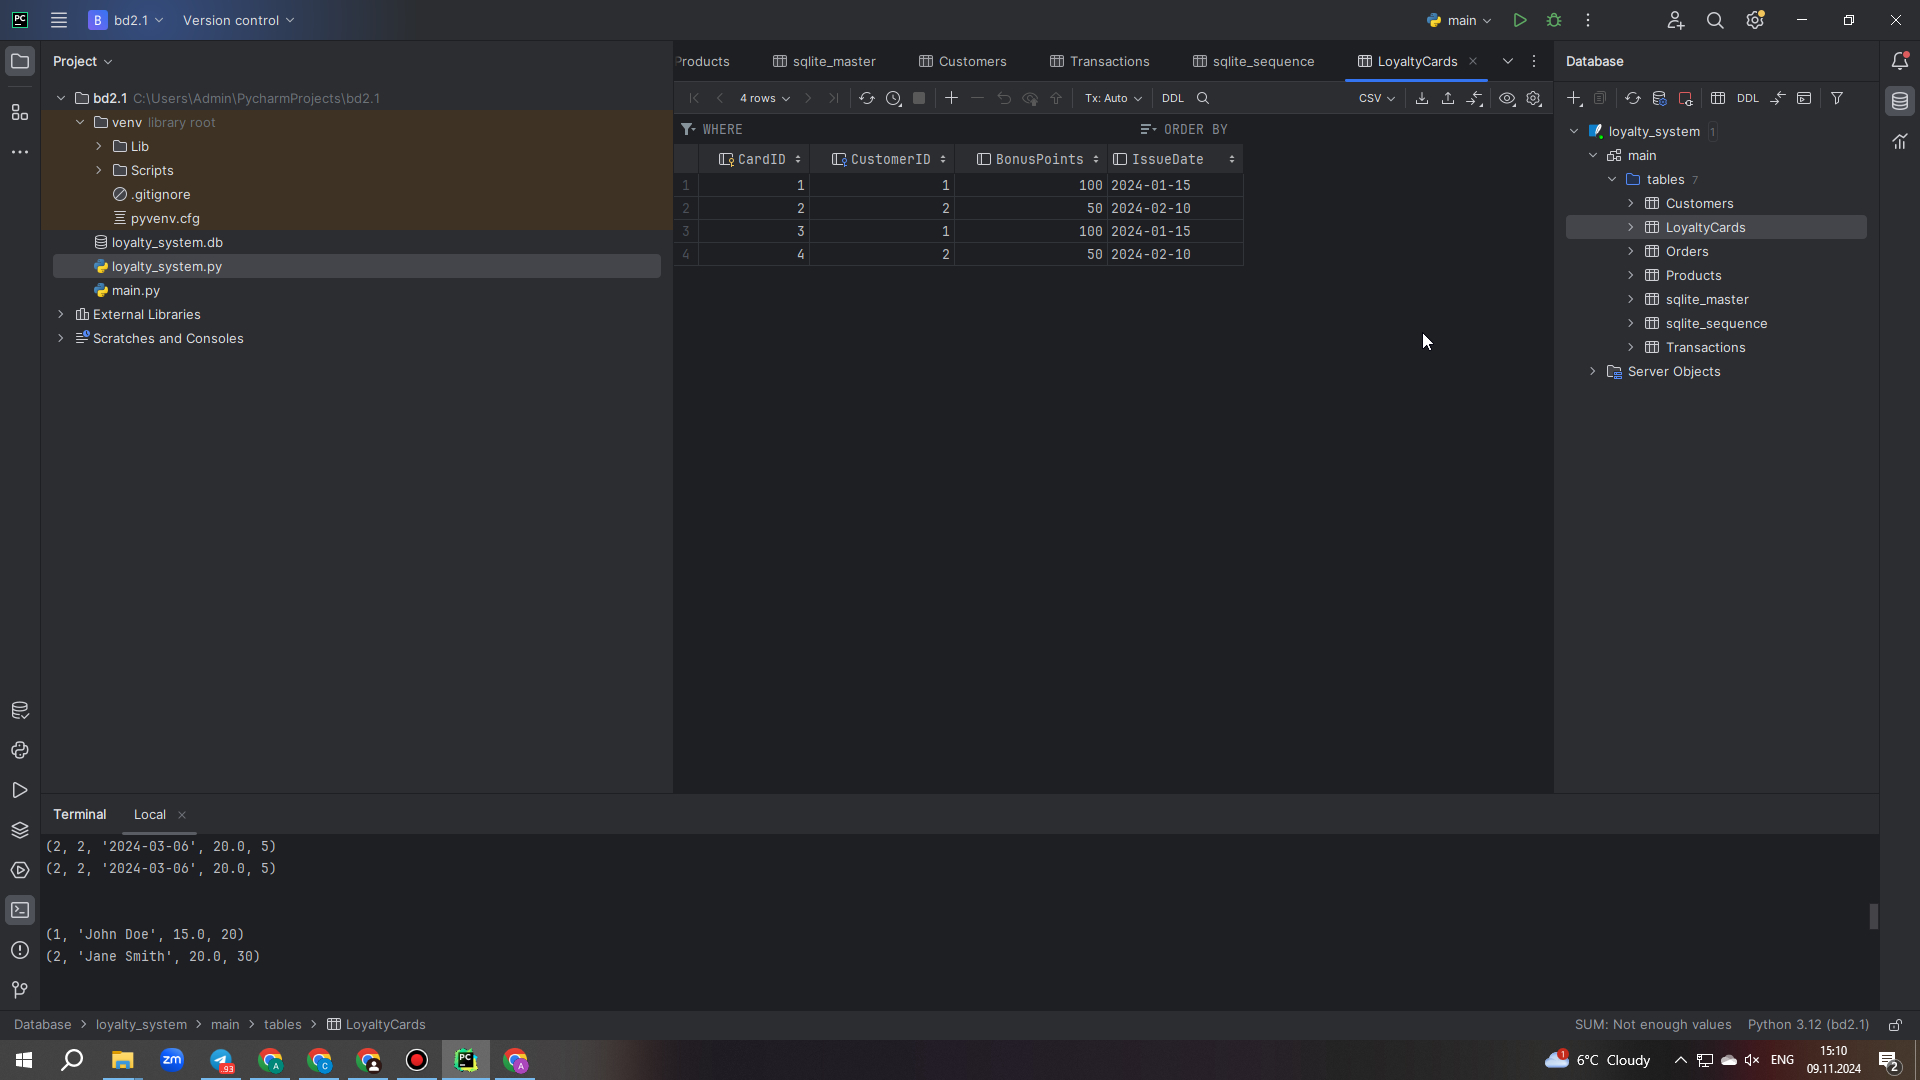 PC
B bd2.1 Version control main
Project
bd2.1 C:\Users\Admin\PycharmProjects\bd2.1
venv library root
Lib
Scripts
.gitignore
pyvenv.cfg
loyalty_system.db
loyalty_system.py
main.py
External Libraries
Scratches and Consoles
Products sqlite_master Customers Transactions sqlite_sequence LoyaltyCards
4 rows Tx: Auto DDL CSV
WHERE ORDER BY
CardID CustomerID BonusPoints IssueDate
1 1 1 100 2024-01-15
2 2 2 50 2024-02-10
3 3 1 100 2024-01-15
4 4 2 50 2024-02-10
Database
DDL
loyalty_system 1
main
tables 7
Customers
LoyaltyCards
Orders
Products
sqlite_master
sqlite_sequence
Transactions
Server Objects
Terminal Local
(2, 2, '2024-03-06', 20.0, 5)
(2, 2, '2024-03-06', 20.0, 5)
(1, 'John Doe', 15.0, 20)
(2, 'Jane Smith', 20.0, 30)
Database loyalty_system main tables LoyaltyCards
SUM: Not enough values Python 3.12 (bd2.1)
zm 93 A C PC A
1 6°C Cloudy ENG 15:10
09.11.2024 2